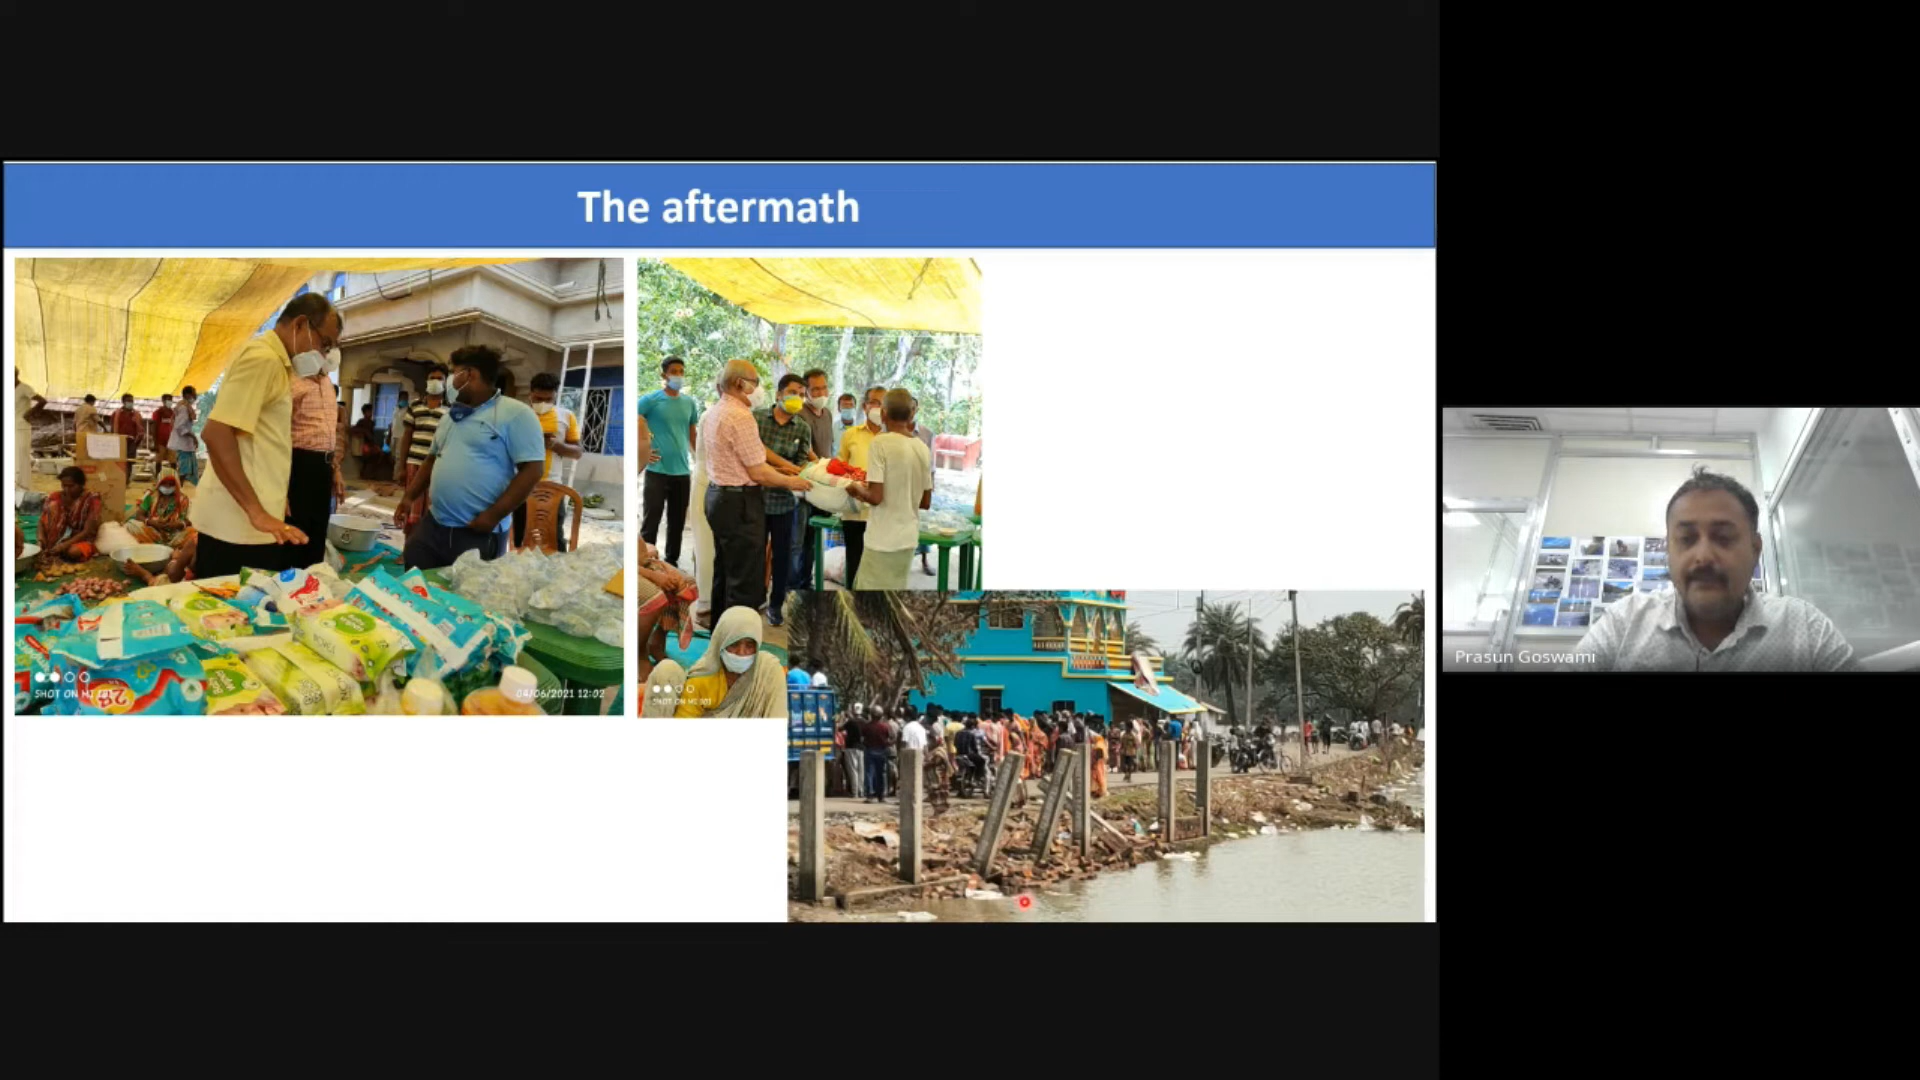 The aftermath
SHOT ON MI
04/06/2021 12:02
SHOT ON MI
Prasun Goswami